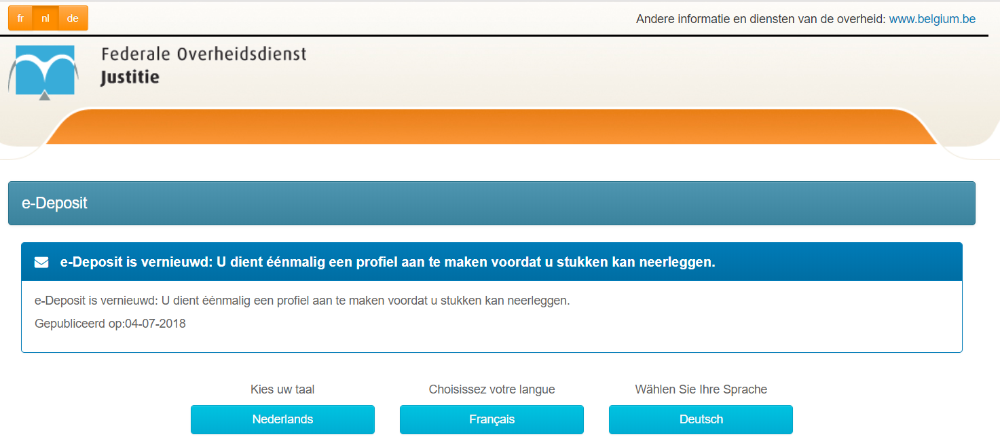 fr nl de
Andere informatie en diensten van de overheid: www.belgium.be
Federale Overheidsdienst
Justitie
e-Deposit
e-Deposit is vernieuwd: U dient éénmalig een profiel aan te maken voordat u stukken kan neerleggen.
e-Deposit is vernieuwd: U dient éénmalig een profiel aan te maken voordat u stukken kan neerleggen.
Gepubliceerd op:04-07-2018
Kies uw taal
Nederlands
Choisissez votre langue
Français
Wählen Sie Ihre Sprache
Deutsch